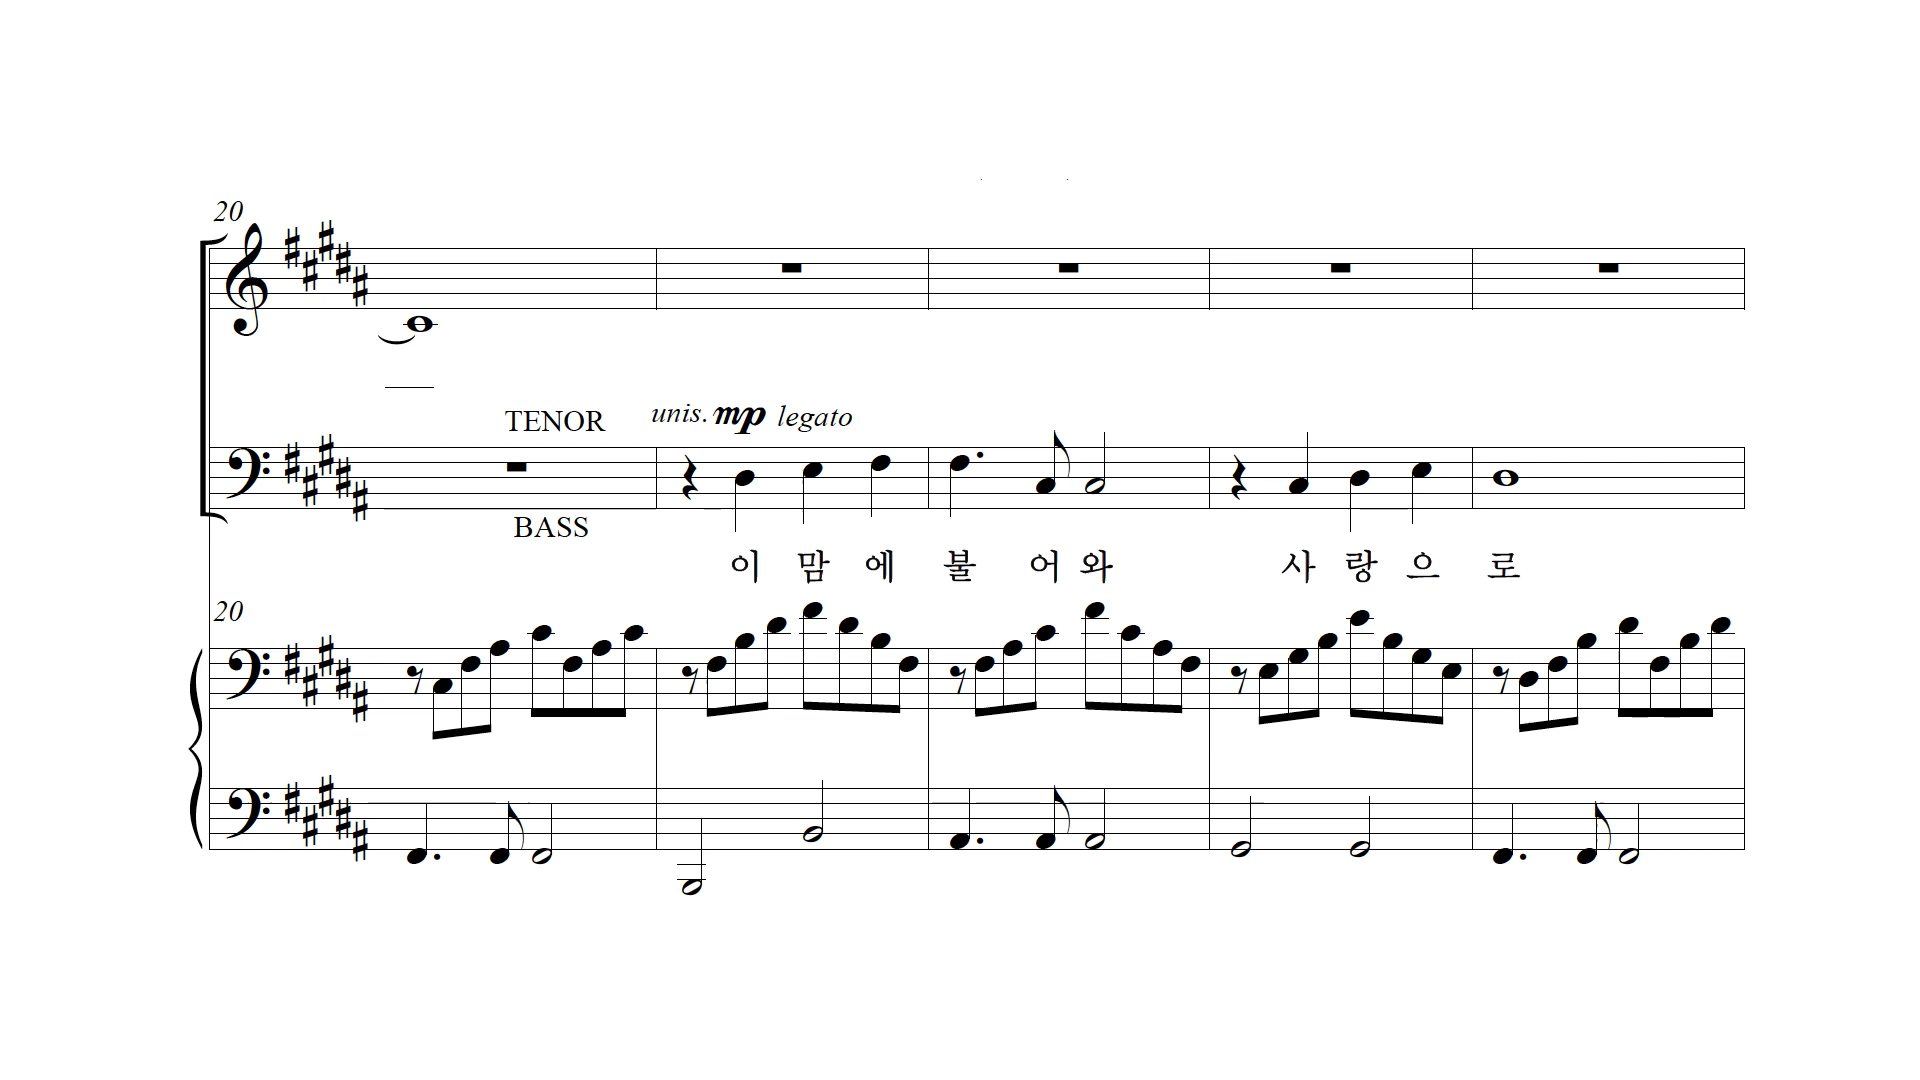 20
TENOR
unis. mp legato
BASS
이 맘 에 불 어 와 사 랑 으 로
20